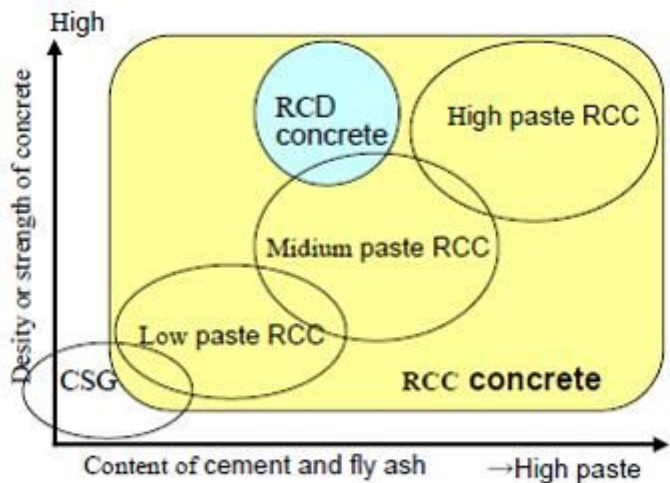 High
Desity or strength of concrete
RCD
concrete
High paste RCC
Midium paste RCC
Low paste RCC
CSG
RCC concrete
Content of cement and fly ash →High paste